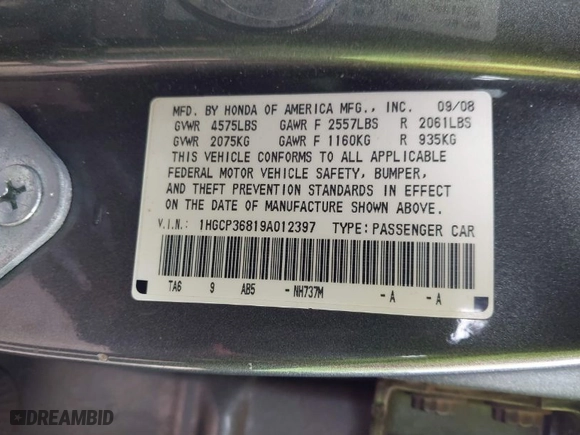 MFD. BY HONDA OF AMERICA MFG., INC. 09/08
GVWR 4575LBS GAWR F 2557LBS R 2061LBS
GVWR 2075KG GAWR F 1160KG R 935KG
THIS VEHICLE CONFORMS TO ALL APPLICABLE
FEDERAL MOTOR VEHICLE SAFETY, BUMPER,
AND THEFT PREVENTION STANDARDS IN EFFECT
ON THE DATE OF MANUFACTURE SHOWN ABOVE.
V.I.N.: 1HGCP36819A012397 TYPE: PASSENGER CAR
TA6 9 AB5 - NH737M - A - A
DREAMBID